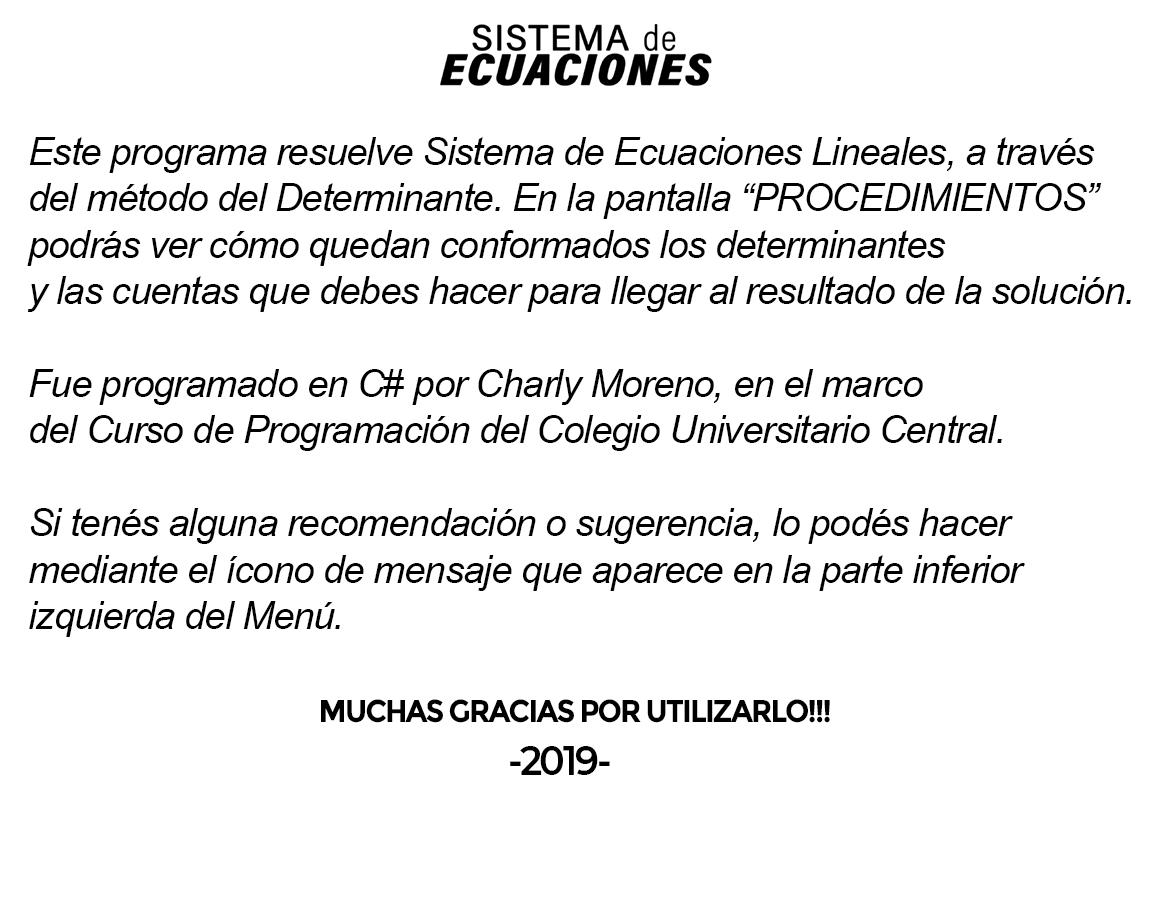 SISTEMA de
ECUACIONES
Este programa resuelve Sistema de Ecuaciones Lineales, a través
del método del Determinante. En la pantalla “PROCEDIMIENTOS”
podrás ver cómo quedan conformados los determinantes
y las cuentas que debes hacer para llegar al resultado de la solución.
Fue programado en C# por Charly Moreno, en el marco
del Curso de Programación del Colegio Universitario Central.
Si tenés alguna recomendación o sugerencia, lo podés hacer
mediante el ícono de mensaje que aparece en la parte inferior
izquierda del Menú.
MUCHAS GRACIAS POR UTILIZARLO!!!
-2019-